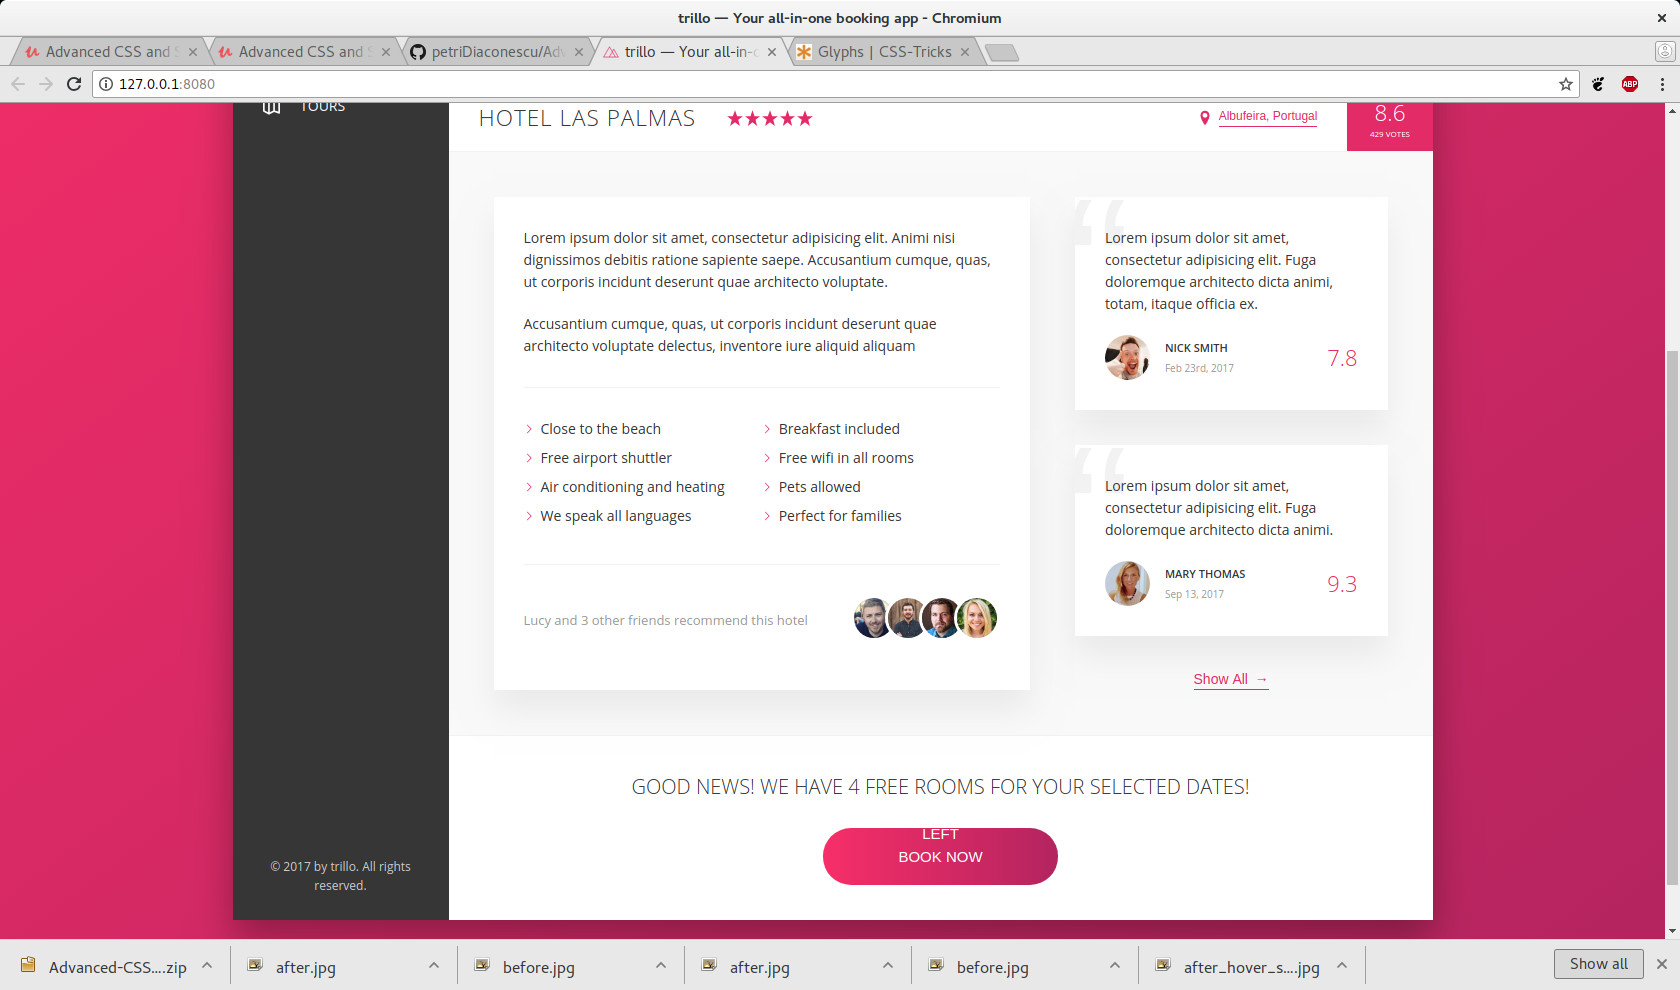 trillo — Your all-in-one booking app - Chromium
Advanced CSS and S
Advanced CSS and S
petriDiaconescu/Adv
trillo — Your all-in-o
Glyphs | CSS-Tricks
127.0.0.1:8080
ABP
TOURS
HOTEL LAS PALMAS
Albufeira, Portugal
8.6
429 VOTES
Lorem ipsum dolor sit amet, consectetur adipisicing elit. Animi nisi
dignissimos debitis ratione sapiente saepe. Accusantium cumque, quas,
ut corporis incidunt deserunt quae architecto voluptate.
Accusantium cumque, quas, ut corporis incidunt deserunt quae
architecto voluptate delectus, inventore iure aliquid aliquam
Close to the beach
Breakfast included
Free airport shuttler
Free wifi in all rooms
Air conditioning and heating
Pets allowed
We speak all languages
Perfect for families
Lucy and 3 other friends recommend this hotel
“
Lorem ipsum dolor sit amet,
consectetur adipisicing elit. Fuga
doloremque architecto dicta animi,
totam, itaque officia ex.
NICK SMITH
Feb 23rd, 2017
7.8
“
Lorem ipsum dolor sit amet,
consectetur adipisicing elit. Fuga
doloremque architecto dicta animi.
MARY THOMAS
Sep 13, 2017
9.3
Show All →
GOOD NEWS! WE HAVE 4 FREE ROOMS FOR YOUR SELECTED DATES!
LEFT
BOOK NOW
© 2017 by trillo. All rights
reserved.
Advanced-CSS....zip
after.jpg
before.jpg
after.jpg
before.jpg
after_hover_s....jpg
Show all